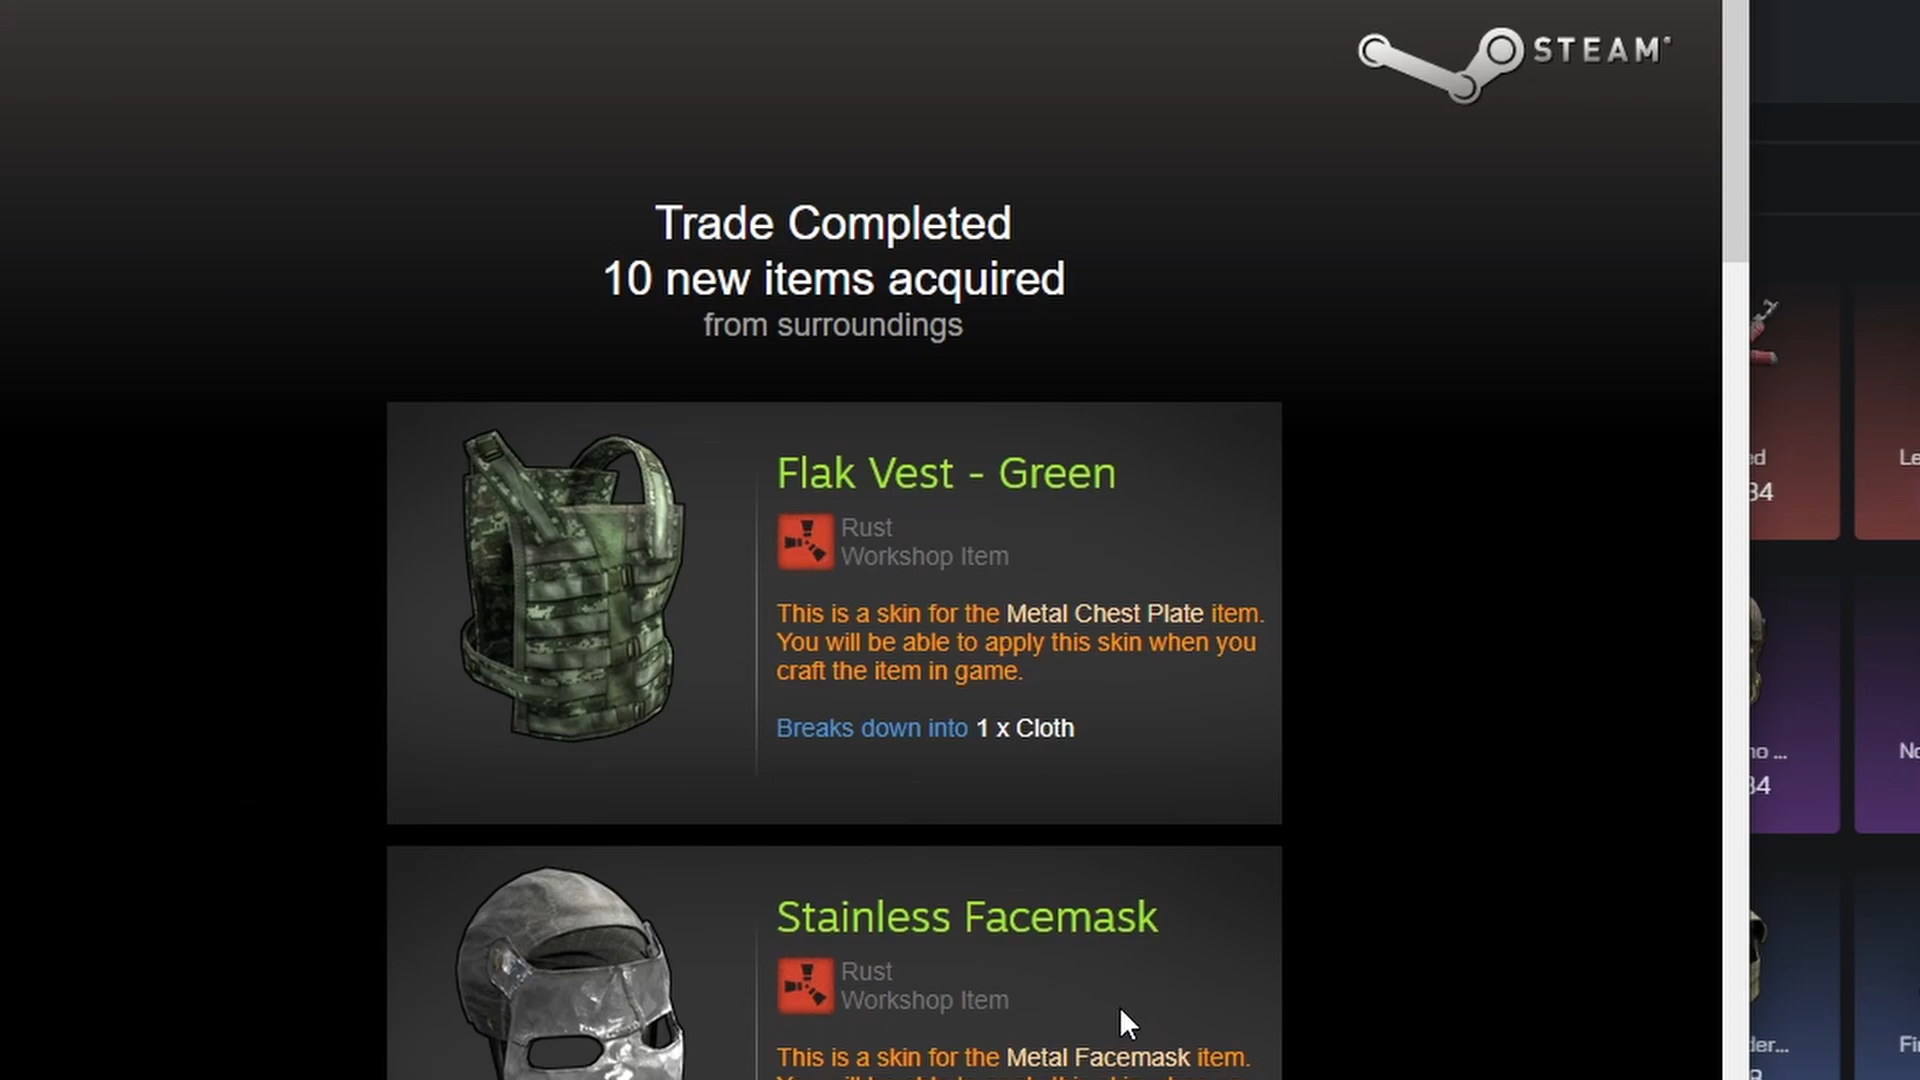 STEAM
Trade Completed
10 new items acquired
from surroundings
Flak Vest - Green
Rust
Workshop Item
This is a skin for the Metal Chest Plate item.
You will be able to apply this skin when you
craft the item in game.
Breaks down into 1 x Cloth
Stainless Facemask
Rust
Workshop Item
This is a skin for the Metal Facemask item.